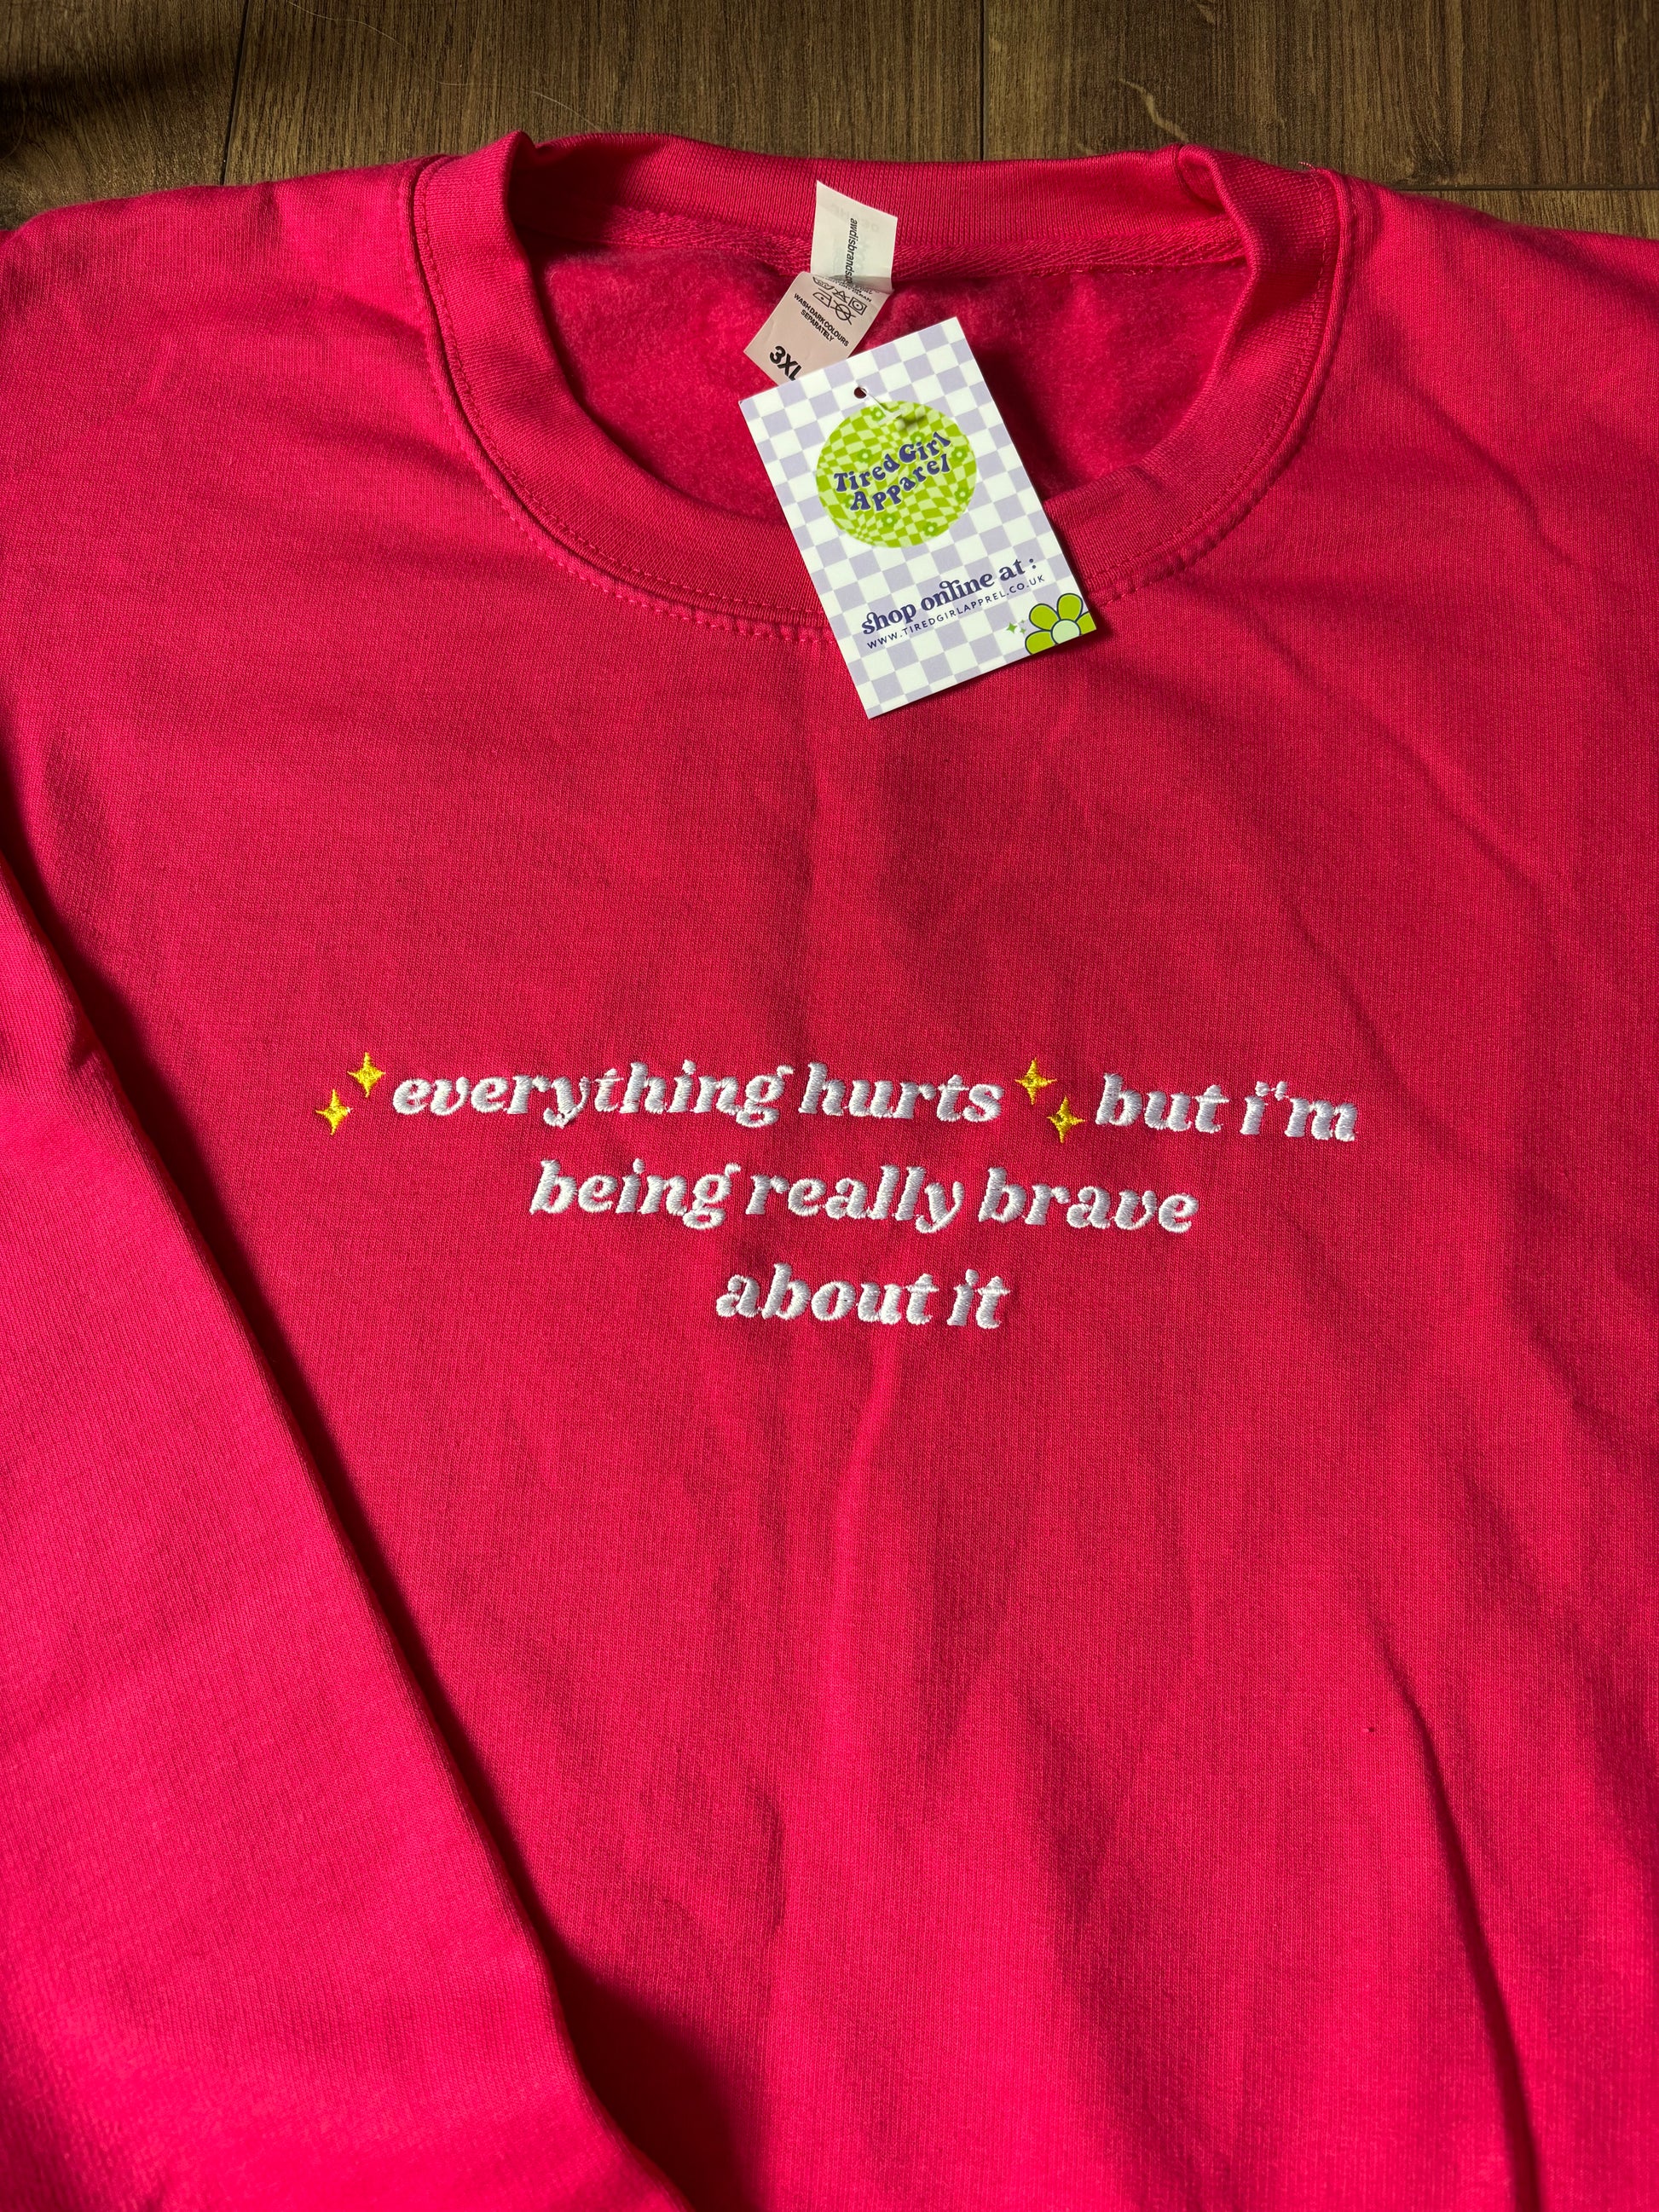 WASH DARK COLOURS
SEPARATELY
3XL
Tired Girl
Apparel
shop online at :
WWW.TIREDGIRLAPPREL.CO.UK
everything hurts but i'm
being really brave
about it